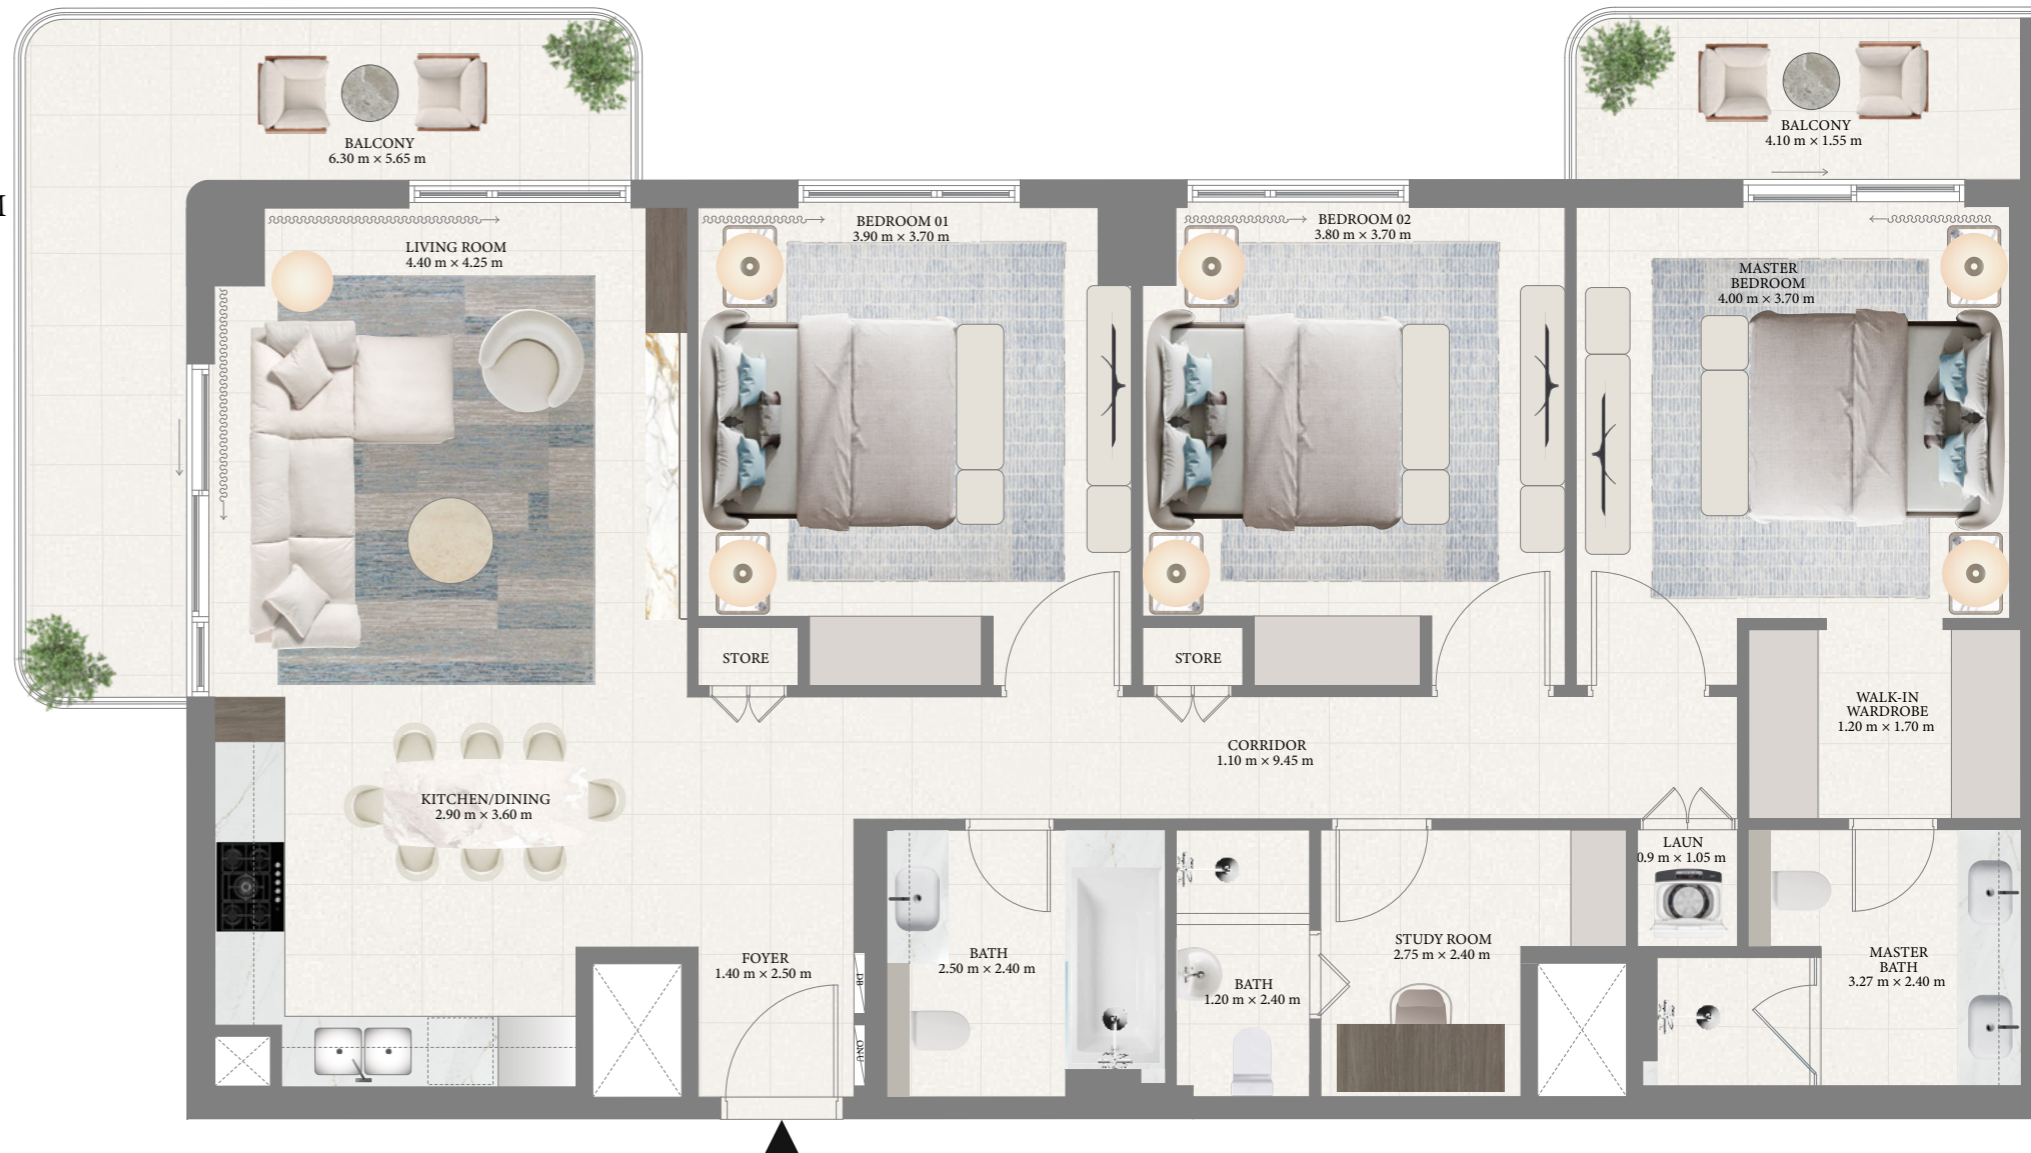 BALCONY
6.30 m × 5.65 m
BALCONY
4.10 m × 1.55 m
LIVING ROOM
4.40 m × 4.25 m
BEDROOM 01
3.90 m × 3.70 m
BEDROOM 02
3.80 m × 3.70 m
MASTER
BEDROOM
4.00 m × 3.70 m
STORE
STORE
WALK-IN
WARDROBE
1.20 m × 1.70 m
CORRIDOR
1.10 m × 9.45 m
KITCHEN/DINING
2.90 m × 3.60 m
LAUN
0.9 m × 1.05 m
FOYER
1.40 m × 2.50 m
DB
ONU
BATH
2.50 m × 2.40 m
BATH
1.20 m × 2.40 m
STUDY ROOM
2.75 m × 2.40 m
MASTER
BATH
3.27 m × 2.40 m